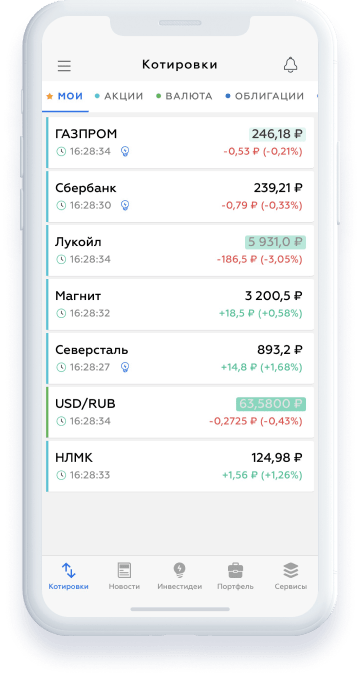 Котировки
МОИ АКЦИИ ВАЛЮТА ОБЛИГАЦИИ
ГАЗПРОМ 246,18 ₽
16:28:34 -0,53 ₽ (-0,21%)
Сбербанк 239,21 ₽
16:28:30 -0,79 ₽ (-0,33%)
Лукойл 5 931,0 ₽
16:28:34 -186,5 ₽ (-3,05%)
Магнит 3 200,5 ₽
16:28:32 +18,5 ₽ (+0,58%)
Северсталь 893,2 ₽
16:28:27 +14,8 ₽ (+1,68%)
USD/RUB 63,5800 ₽
16:28:34 -0,2725 ₽ (-0,43%)
НЛМК 124,98 ₽
16:28:33 +1,56 ₽ (+1,26%)
Котировки Новости Инвестидеи Портфель Сервисы